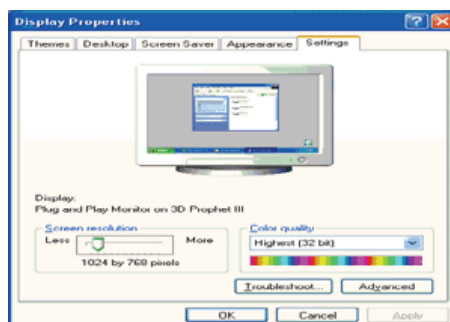 Display Properties
Themes Desktop Screen Saver Appearance Settings
Display:
Plug and Play Monitor on 3D Prophet III
Screen resolution
Less More
1024 by 768 pixels
Color quality
Highest (32 bit)
Troubleshoot... Advanced
OK Cancel Apply